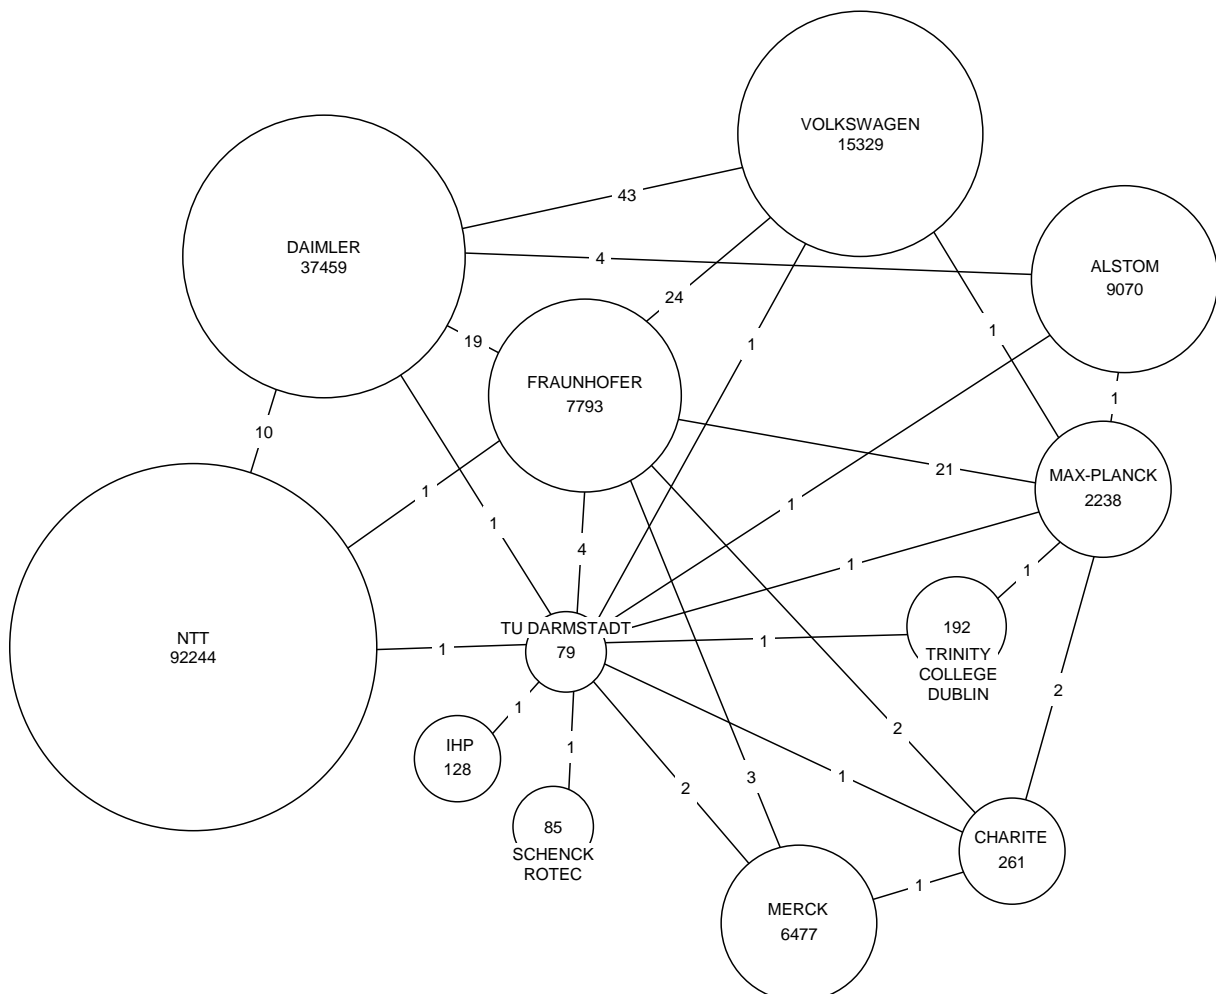 VOLKSWAGEN
15329
43
DAIMLER
37459
4
ALSTOM
9070
24
19
1
1
FRAUNHOFER
7793
1
10
21
MAX-PLANCK
2238
1
1
1
4
1
1
TU DARMSTADT
79
NTT
92244
1
1
192
TRINITY
COLLEGE
DUBLIN
2
1
2
IHP
128
1
3
1
2
85
SCHENCK
ROTEC
CHARITE
261
1
MERCK
6477